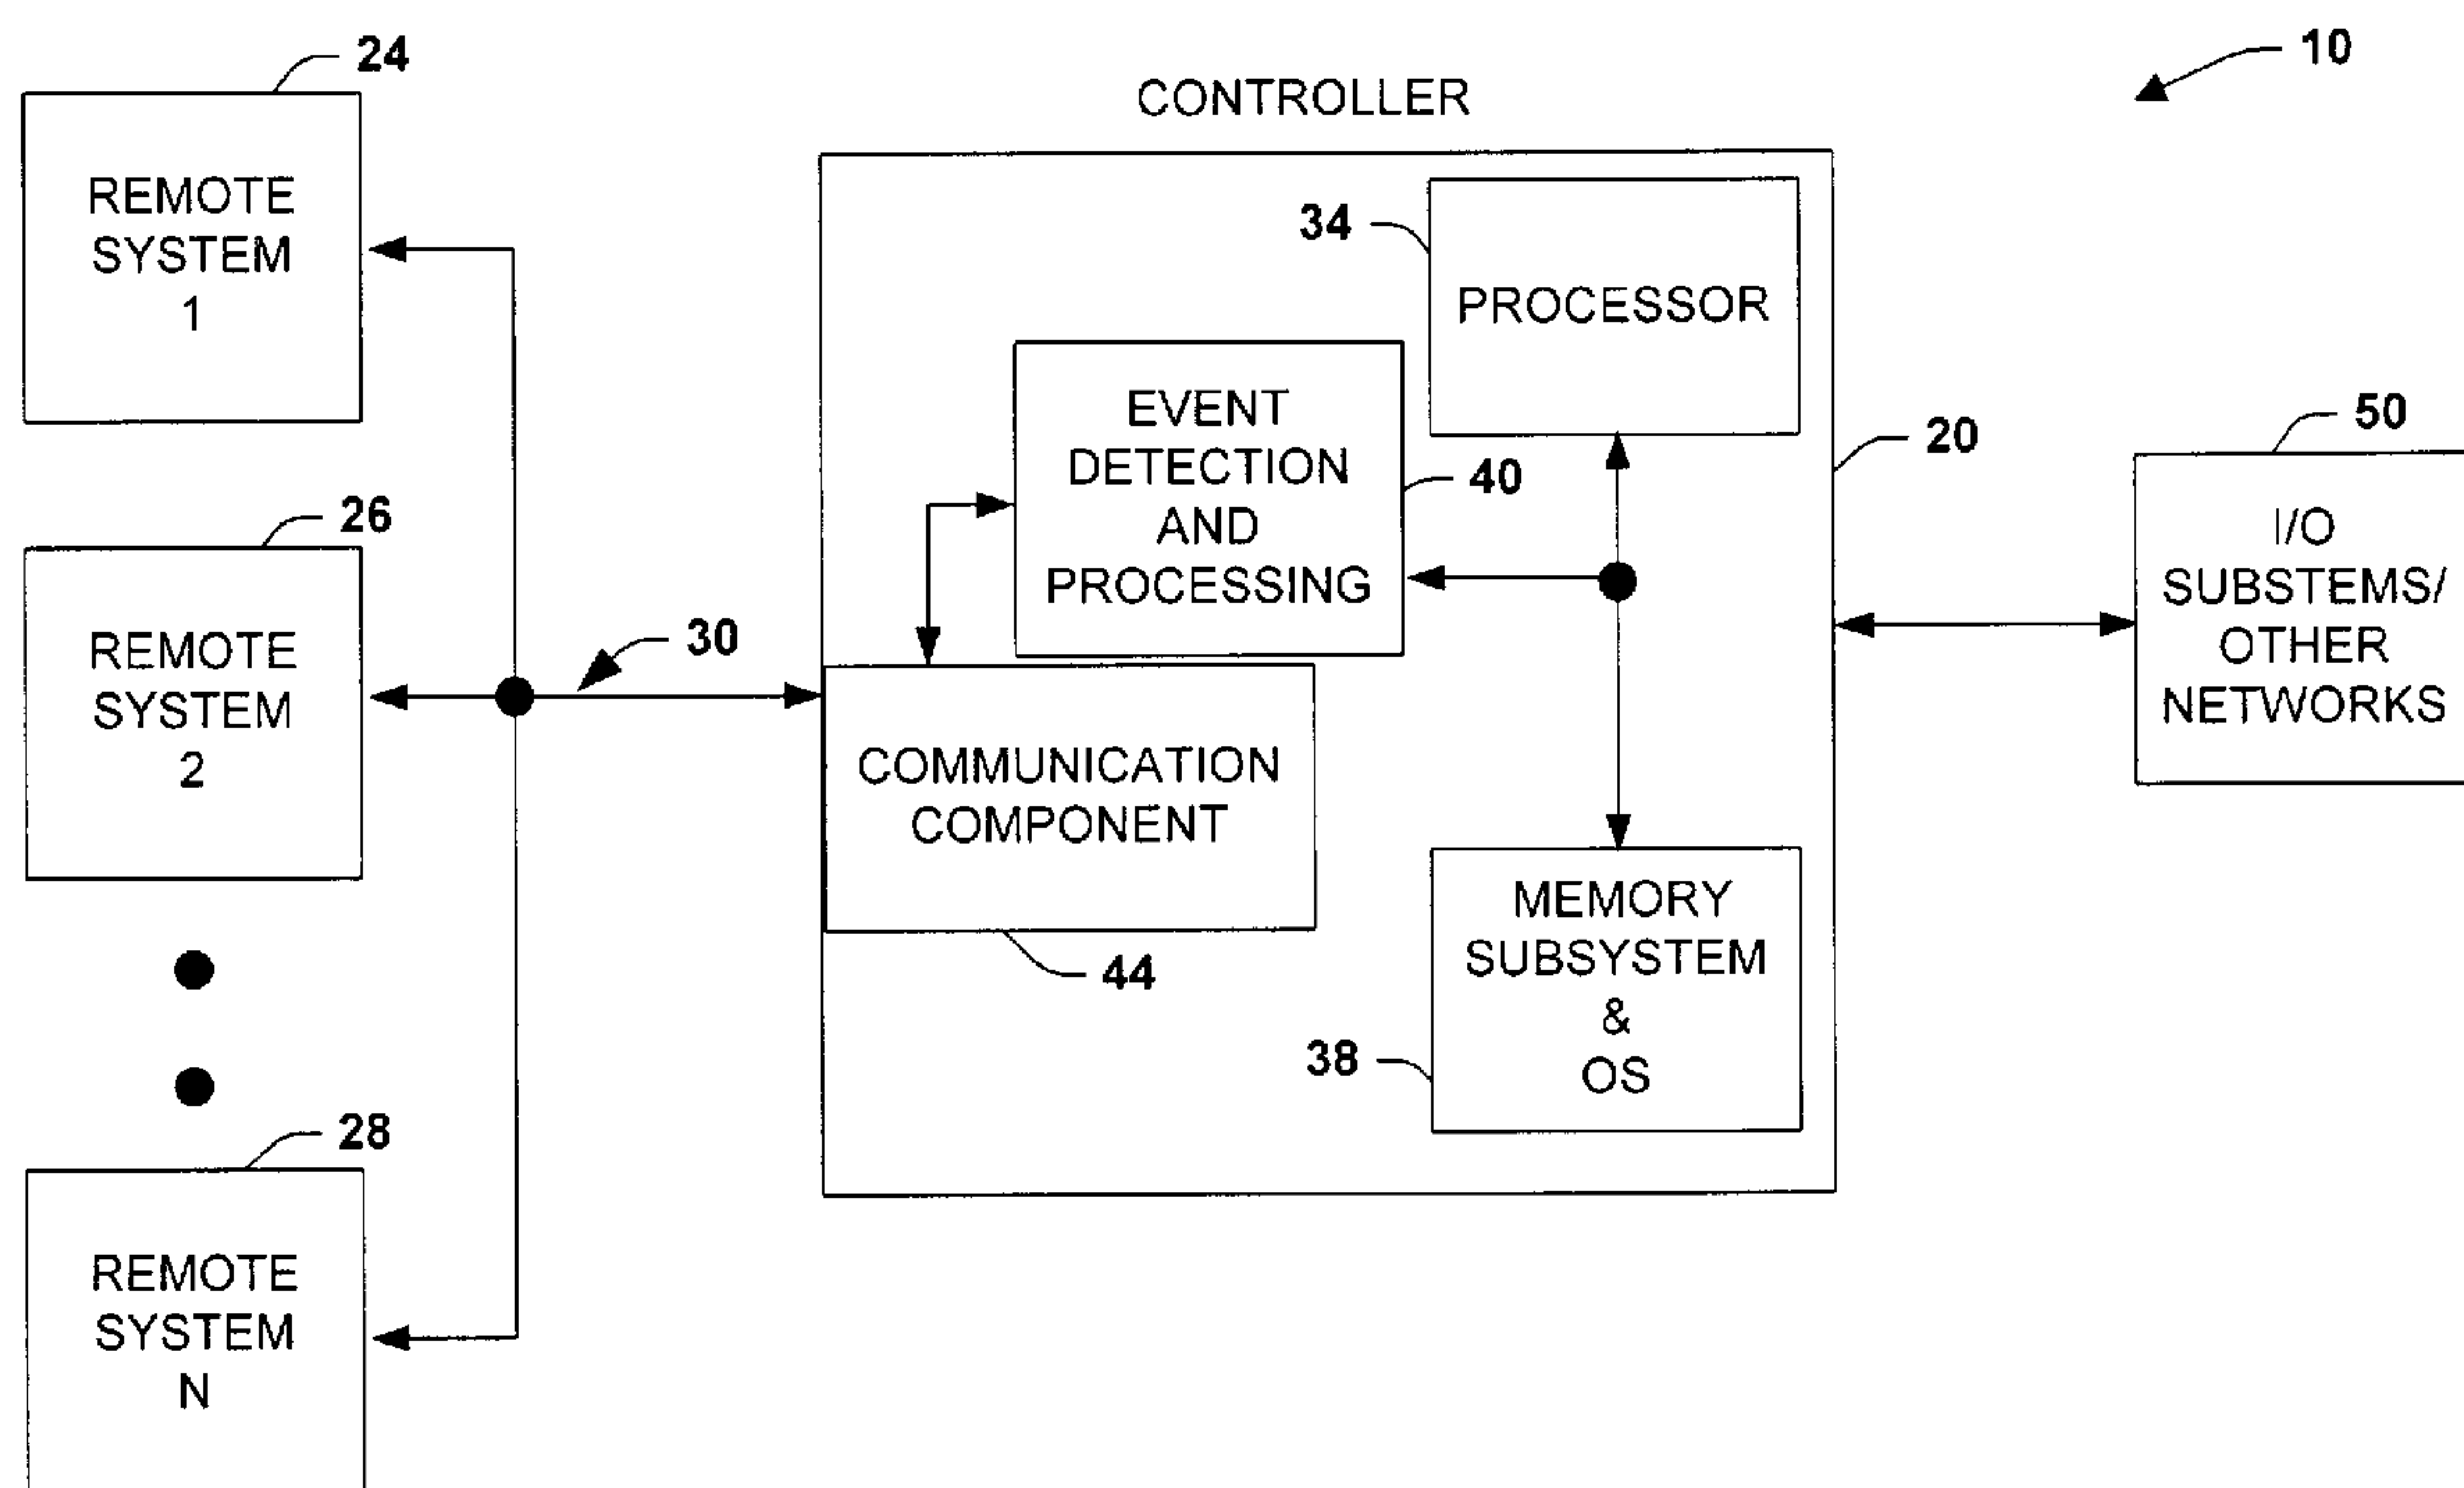 24
REMOTE
SYSTEM
1
26
REMOTE
SYSTEM
2
28
REMOTE
SYSTEM
N
30
CONTROLLER
10
34
PROCESSOR
EVENT
DETECTION
AND
PROCESSING
40
20
COMMUNICATION
COMPONENT
44
MEMORY
SUBSYSTEM
&
OS
38
50
I/O
SUBSTEMS/
OTHER
NETWORKS